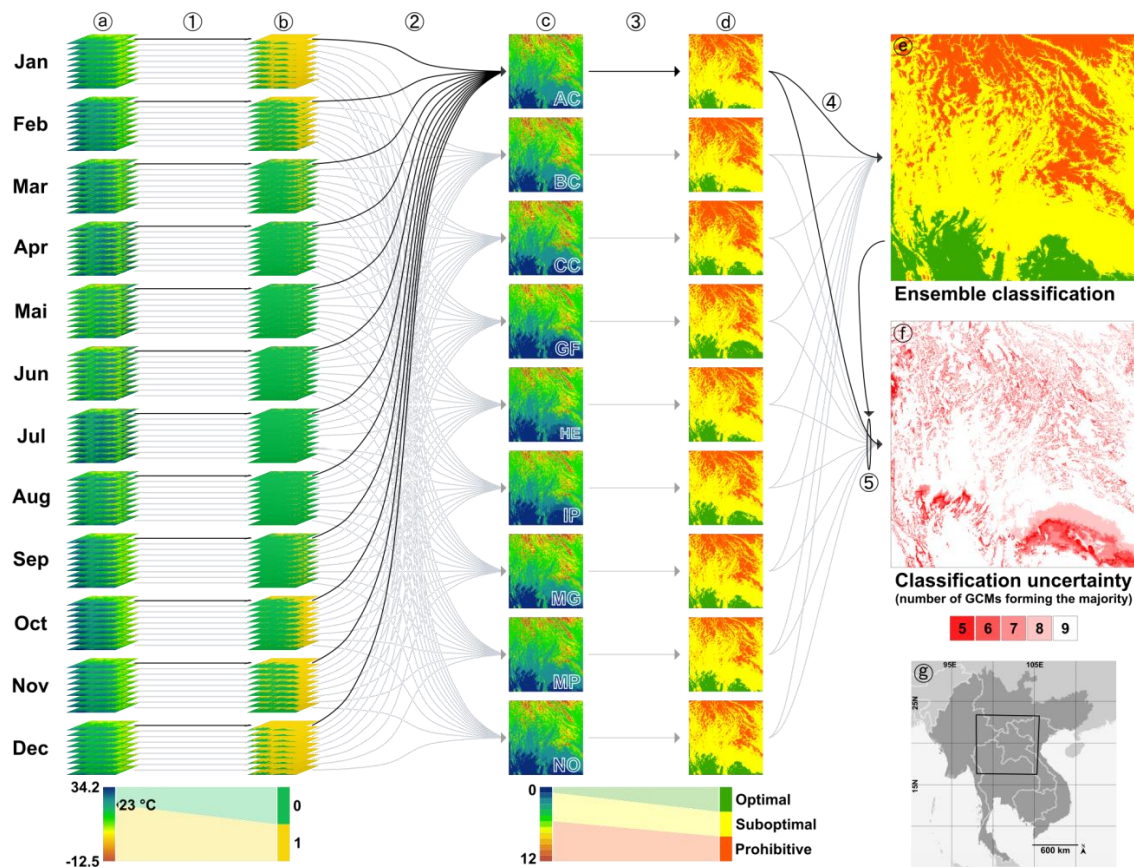 ⓐ ① ⓑ ② ⓒ ③ ⓓ
Jan
Feb
Mar
Apr
Mai
Jun
Jul
Aug
Sep
Oct
Nov
Dec
AC
BC
CC
GF
HE
IP
MG
MP
NO
④
⑤
ⓔ
Ensemble classification
ⓕ
Classification uncertainty
(number of GCMs forming the majority)
5 6 7 8 9
ⓖ
95E 105E
25N
15N
600 km
N
34.2
23 °C
-12.5
0
1
0
12
Optimal
Suboptimal
Prohibitive